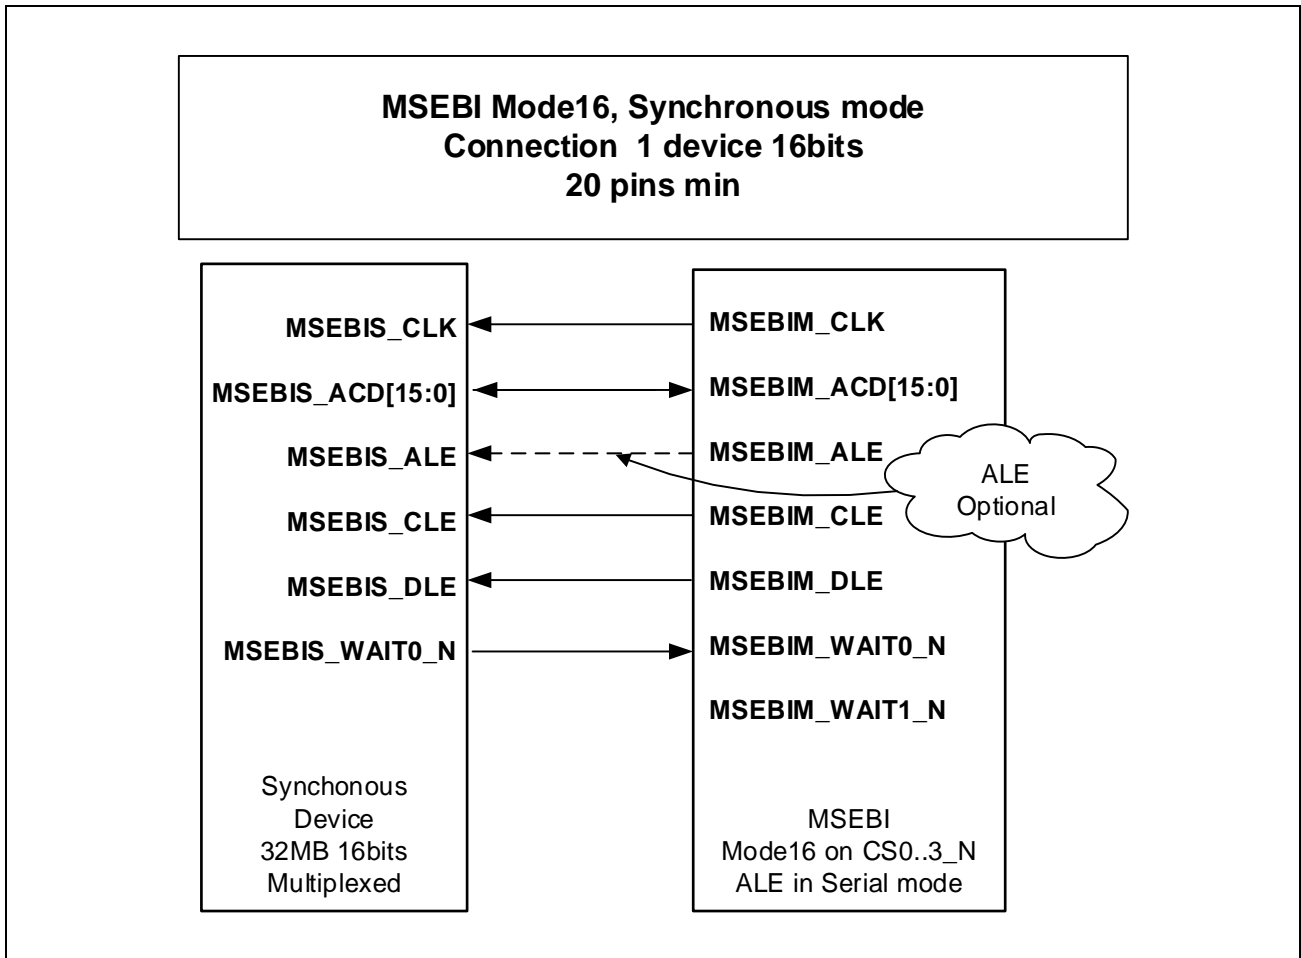 MSEBI Mode16, Synchronous mode
Connection 1 device 16bits
20 pins min
MSEBIS_CLK
MSEBIS_ACD[15:0]
MSEBIS_ALE
MSEBIS_CLE
MSEBIS_DLE
MSEBIS_WAIT0_N
Synchonous
Device
32MB 16bits
Multiplexed
MSEBIM_CLK
MSEBIM_ACD[15:0]
MSEBIM_ALE
MSEBIM_CLE
MSEBIM_DLE
MSEBIM_WAIT0_N
MSEBIM_WAIT1_N
MSEBI
Mode16 on CS0..3_N
ALE in Serial mode
ALE
Optional